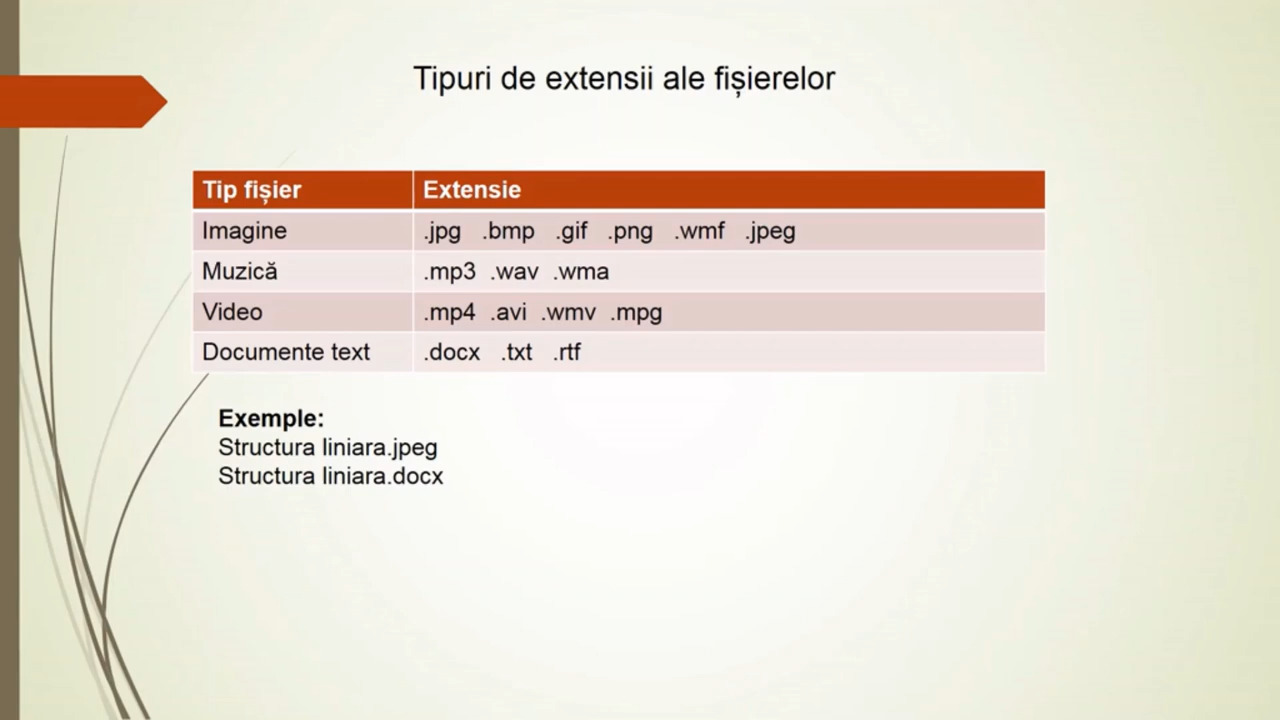 Tipuri de extensii ale fișierelor
Tip fișier Extensie
Imagine .jpg .bmp .gif .png .wmf .jpeg
Muzică .mp3 .wav .wma
Video .mp4 .avi .wmv .mpg
Documente text .docx .txt .rtf
Exemple:
Structura liniara.jpeg
Structura liniara.docx